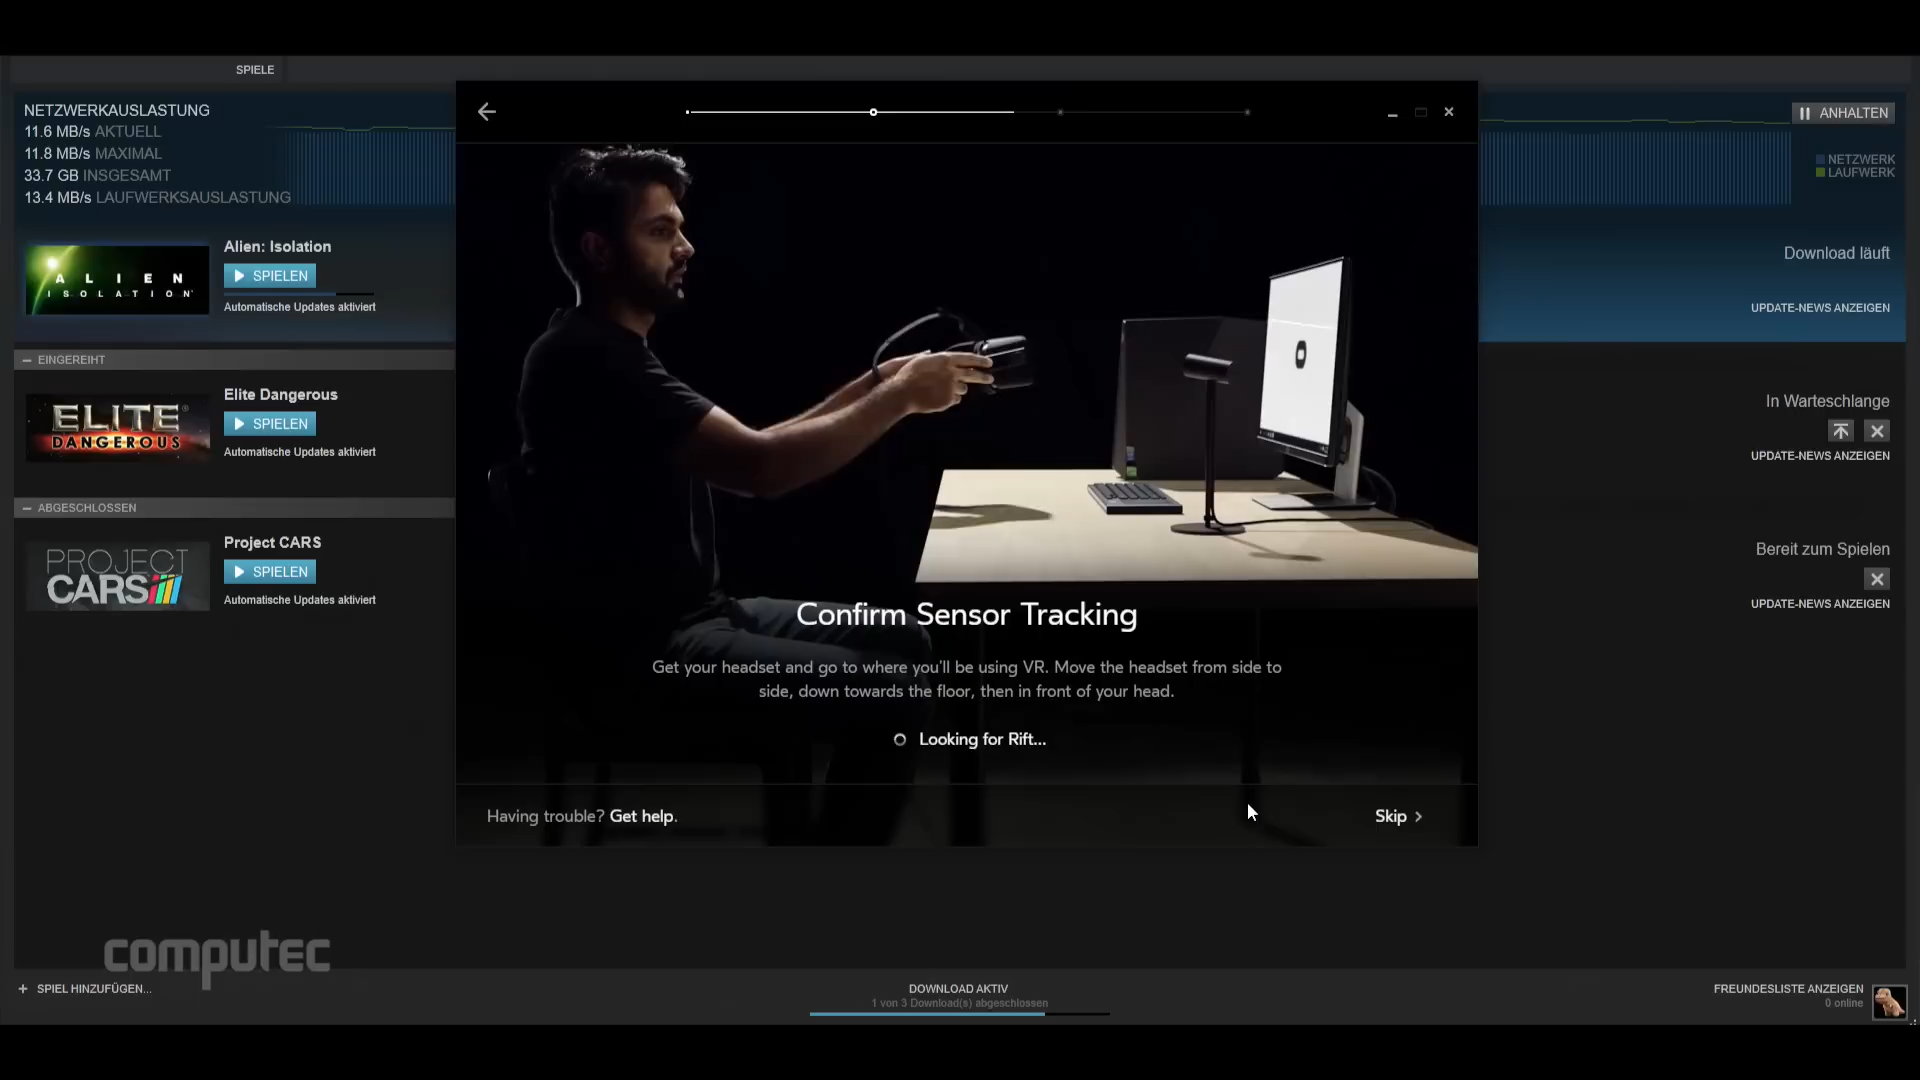 SPIELE
NETZWERKAUSLASTUNG
11.6 MB/s AKTUELL
11.8 MB/s MAXIMAL
33.7 GB INSGESAMT
13.4 MB/s LAUFWERKSAUSLASTUNG
ANHALTEN
NETZWERK
LAUFWERK
ALIEN
ISOLATION
Alien: Isolation
SPIELEN
Automatische Updates aktiviert
Download läuft
UPDATE-NEWS ANZEIGEN
EINGEREIHT
ELITE
DANGEROUS
Elite Dangerous
SPIELEN
Automatische Updates aktiviert
In Warteschlange
UPDATE-NEWS ANZEIGEN
ABGESCHLOSSEN
PROJECT
CARS
Project CARS
SPIELEN
Automatische Updates aktiviert
Bereit zum Spielen
UPDATE-NEWS ANZEIGEN
Confirm Sensor Tracking
Get your headset and go to where you'll be using VR. Move the headset from side to
side, down towards the floor, then in front of your head.
Looking for Rift...
Having trouble? Get help.
Skip >
computec
+ SPIEL HINZUFÜGEN...
DOWNLOAD AKTIV
1 von 3 Download(s) abgeschlossen
FREUNDESLISTE ANZEIGEN
0 online